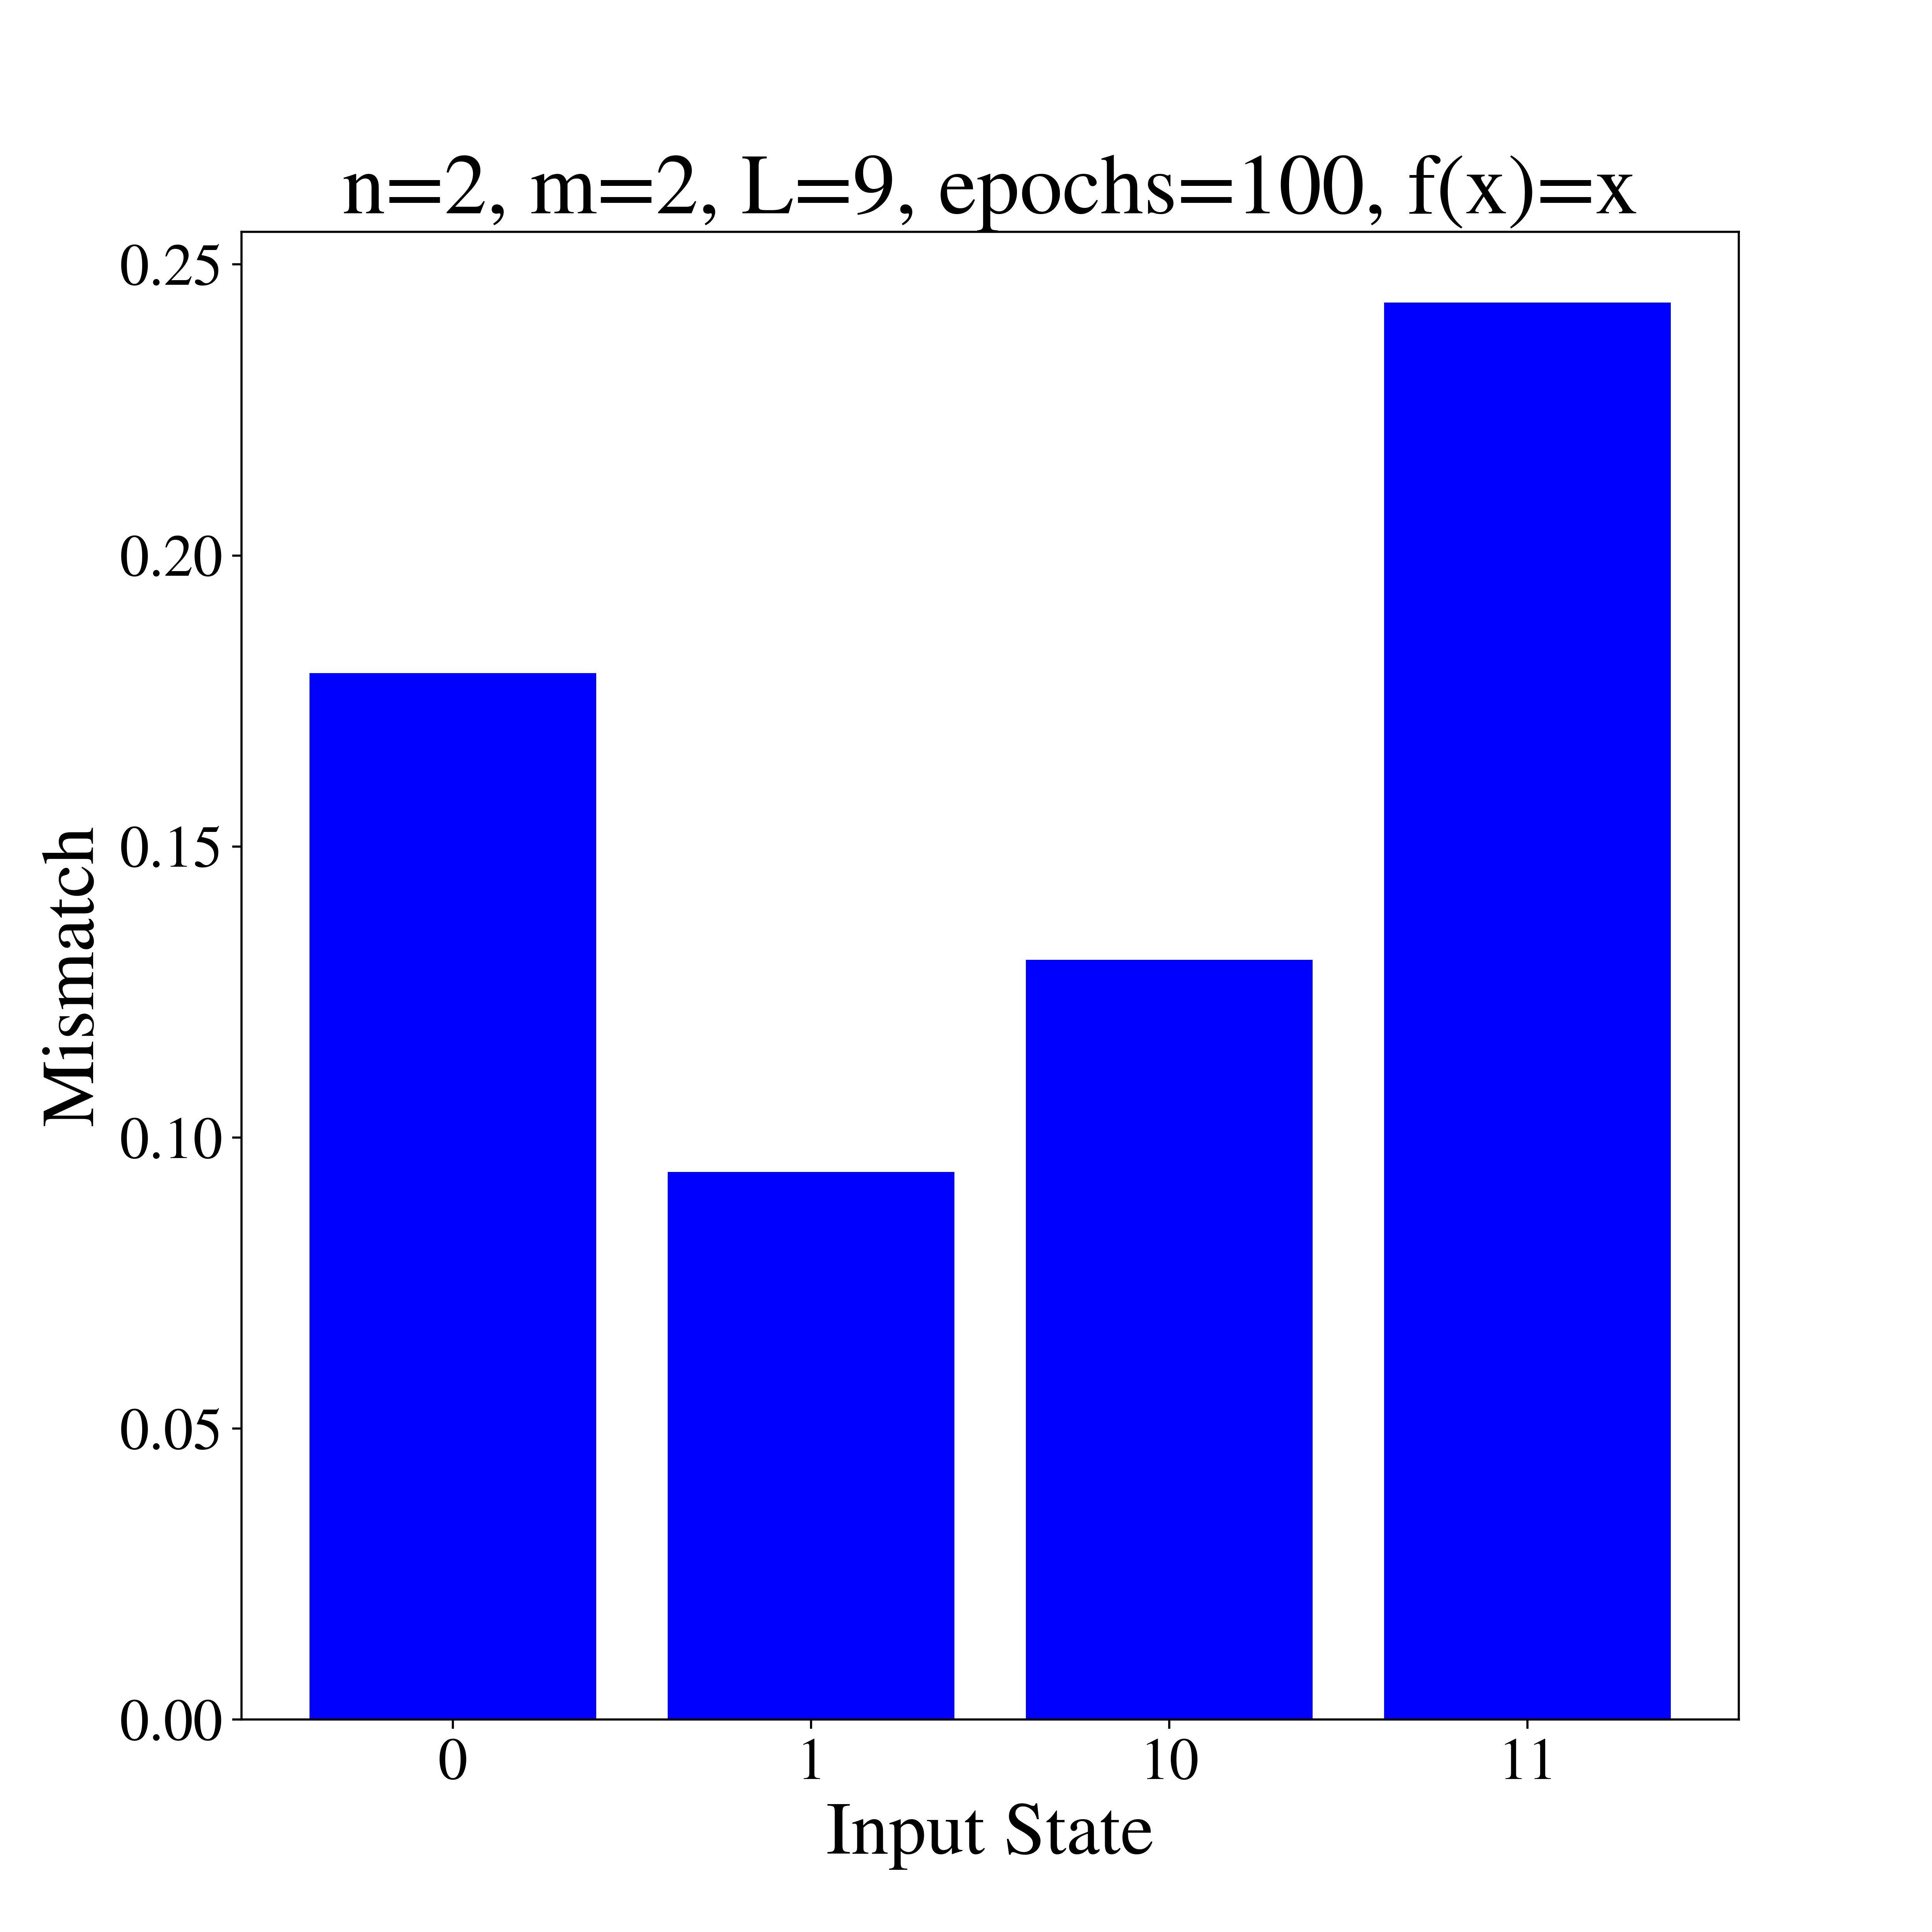 n=2, m=2, L=9, epochs=100, f(x)=x
0.25
0.20
0.15
0.10
0.05
0.00
Mismatch
0 1 10 11
Input State